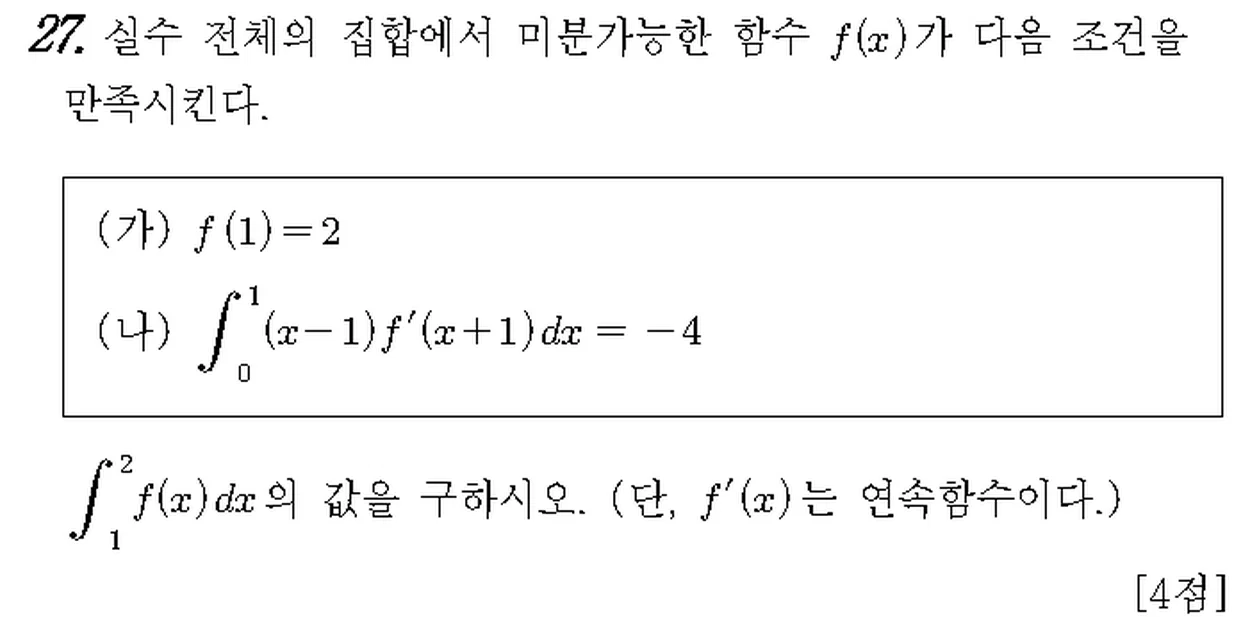 27. 실수 전체의 집합에서 미분가능한 함수 f(x)가 다음 조건을
만족시킨다.
(가) f(1)=2
(나) ∫₀¹(x−1)f′(x+1)dx = −4
∫₁²f(x)dx의 값을 구하시오. (단, f′(x)는 연속함수이다.)
[4점]